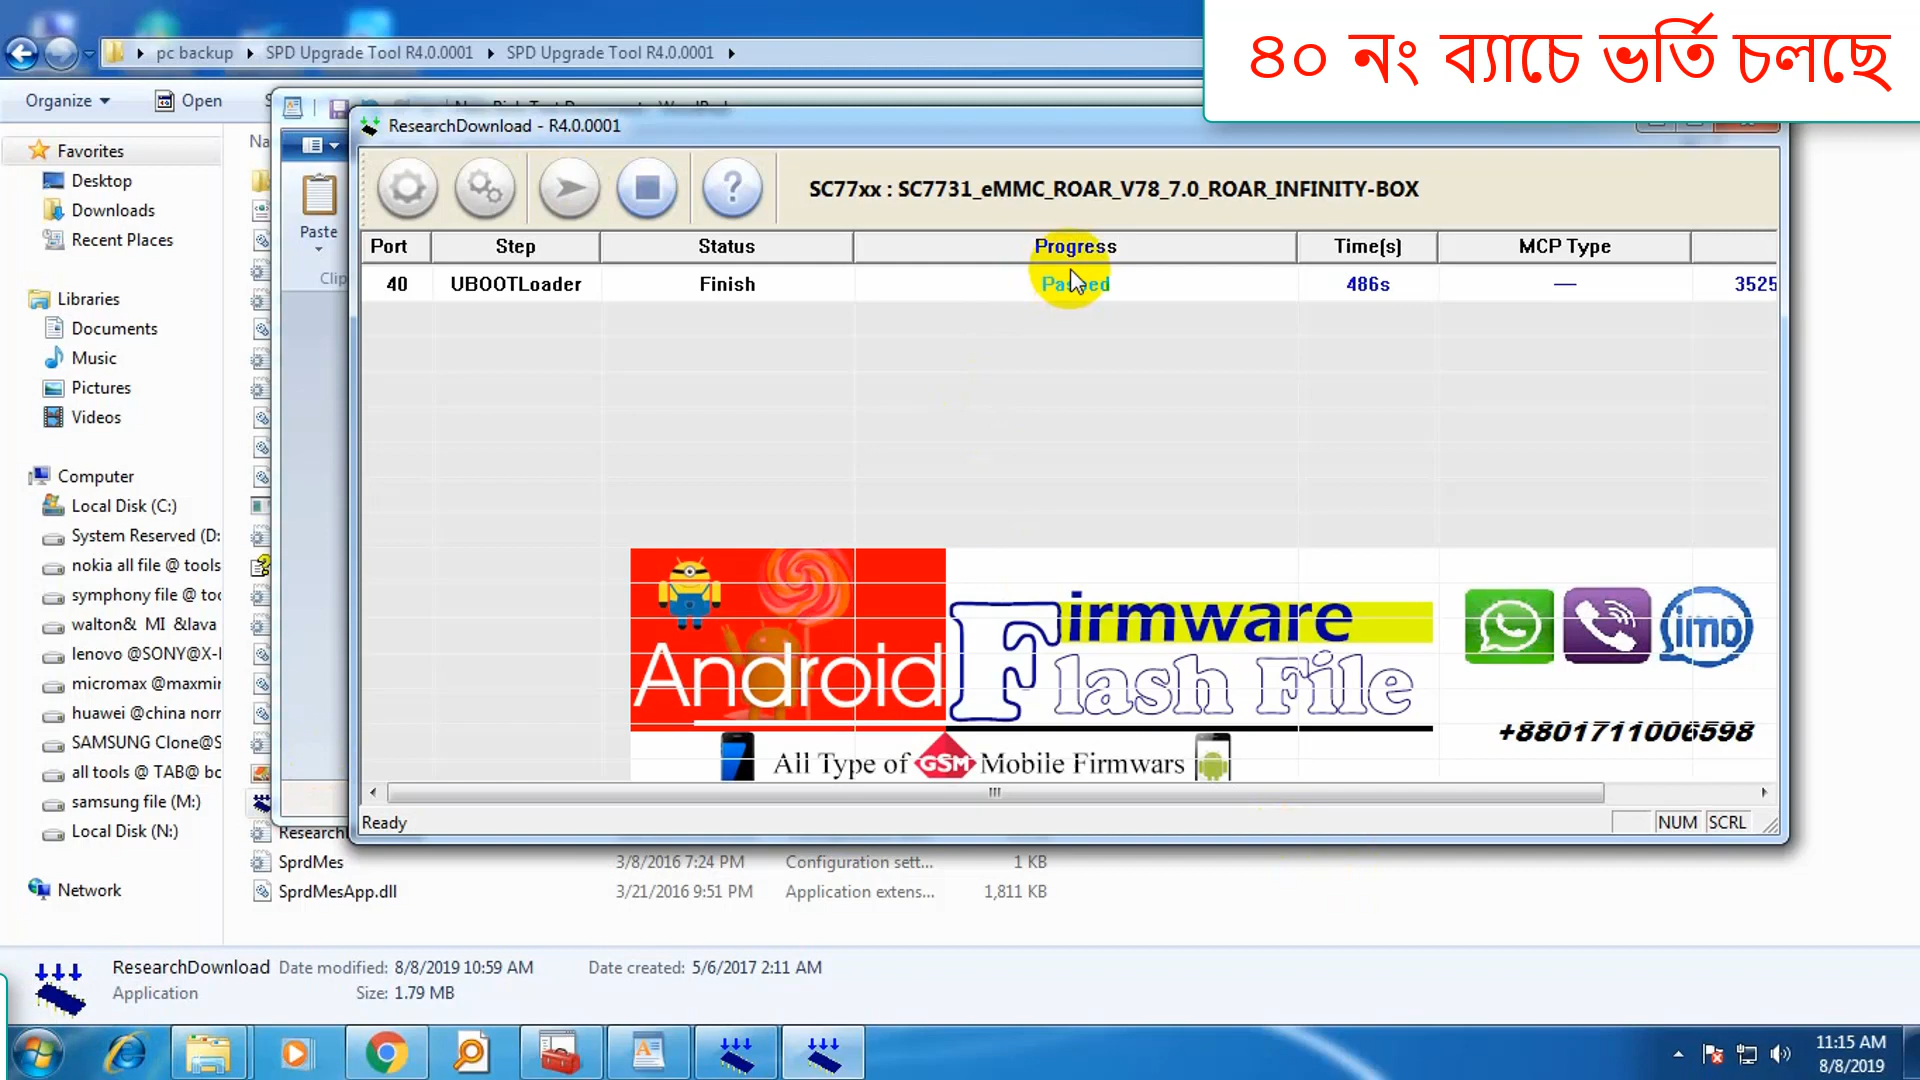 ৪০ নং ব্যাচে ভর্তি চলছে
pc backup SPD Upgrade Tool R4.0.0001 SPD Upgrade Tool R4.0.0001
Organize Open
ResearchDownload - R4.0.0001
SC77xx : SC7731_eMMC_ROAR_V78_7.0_ROAR_INFINITY-BOX
Paste
Port Step Status Progress Time(s) MCP Type
40 UBOOTLoader Finish Passed 486s — 3525
Favorites
Desktop
Downloads
Recent Places
Libraries
Documents
Music
Pictures
Videos
Computer
Local Disk (C:)
System Reserved (D:
nokia all file @ tools
symphony file @ too
walton& MI &lava
lenovo @SONY@X-
micromax @maxmir
huawei @china norr
SAMSUNG Clone@S
all tools @ TAB@ bc
samsung file (M:)
Local Disk (N:)
Network
Android Firmware
Flash File
imo
+8801711006598
All Type of GSM Mobile Firmwars
Ready NUM SCRL
SprdMes 3/8/2016 7:24 PM Configuration sett... 1 KB
SprdMesApp.dll 3/21/2016 9:51 PM Application extens... 1,811 KB
ResearchDownload Date modified: 8/8/2019 10:59 AM Date created: 5/6/2017 2:11 AM
Application Size: 1.79 MB
11:15 AM
8/8/2019